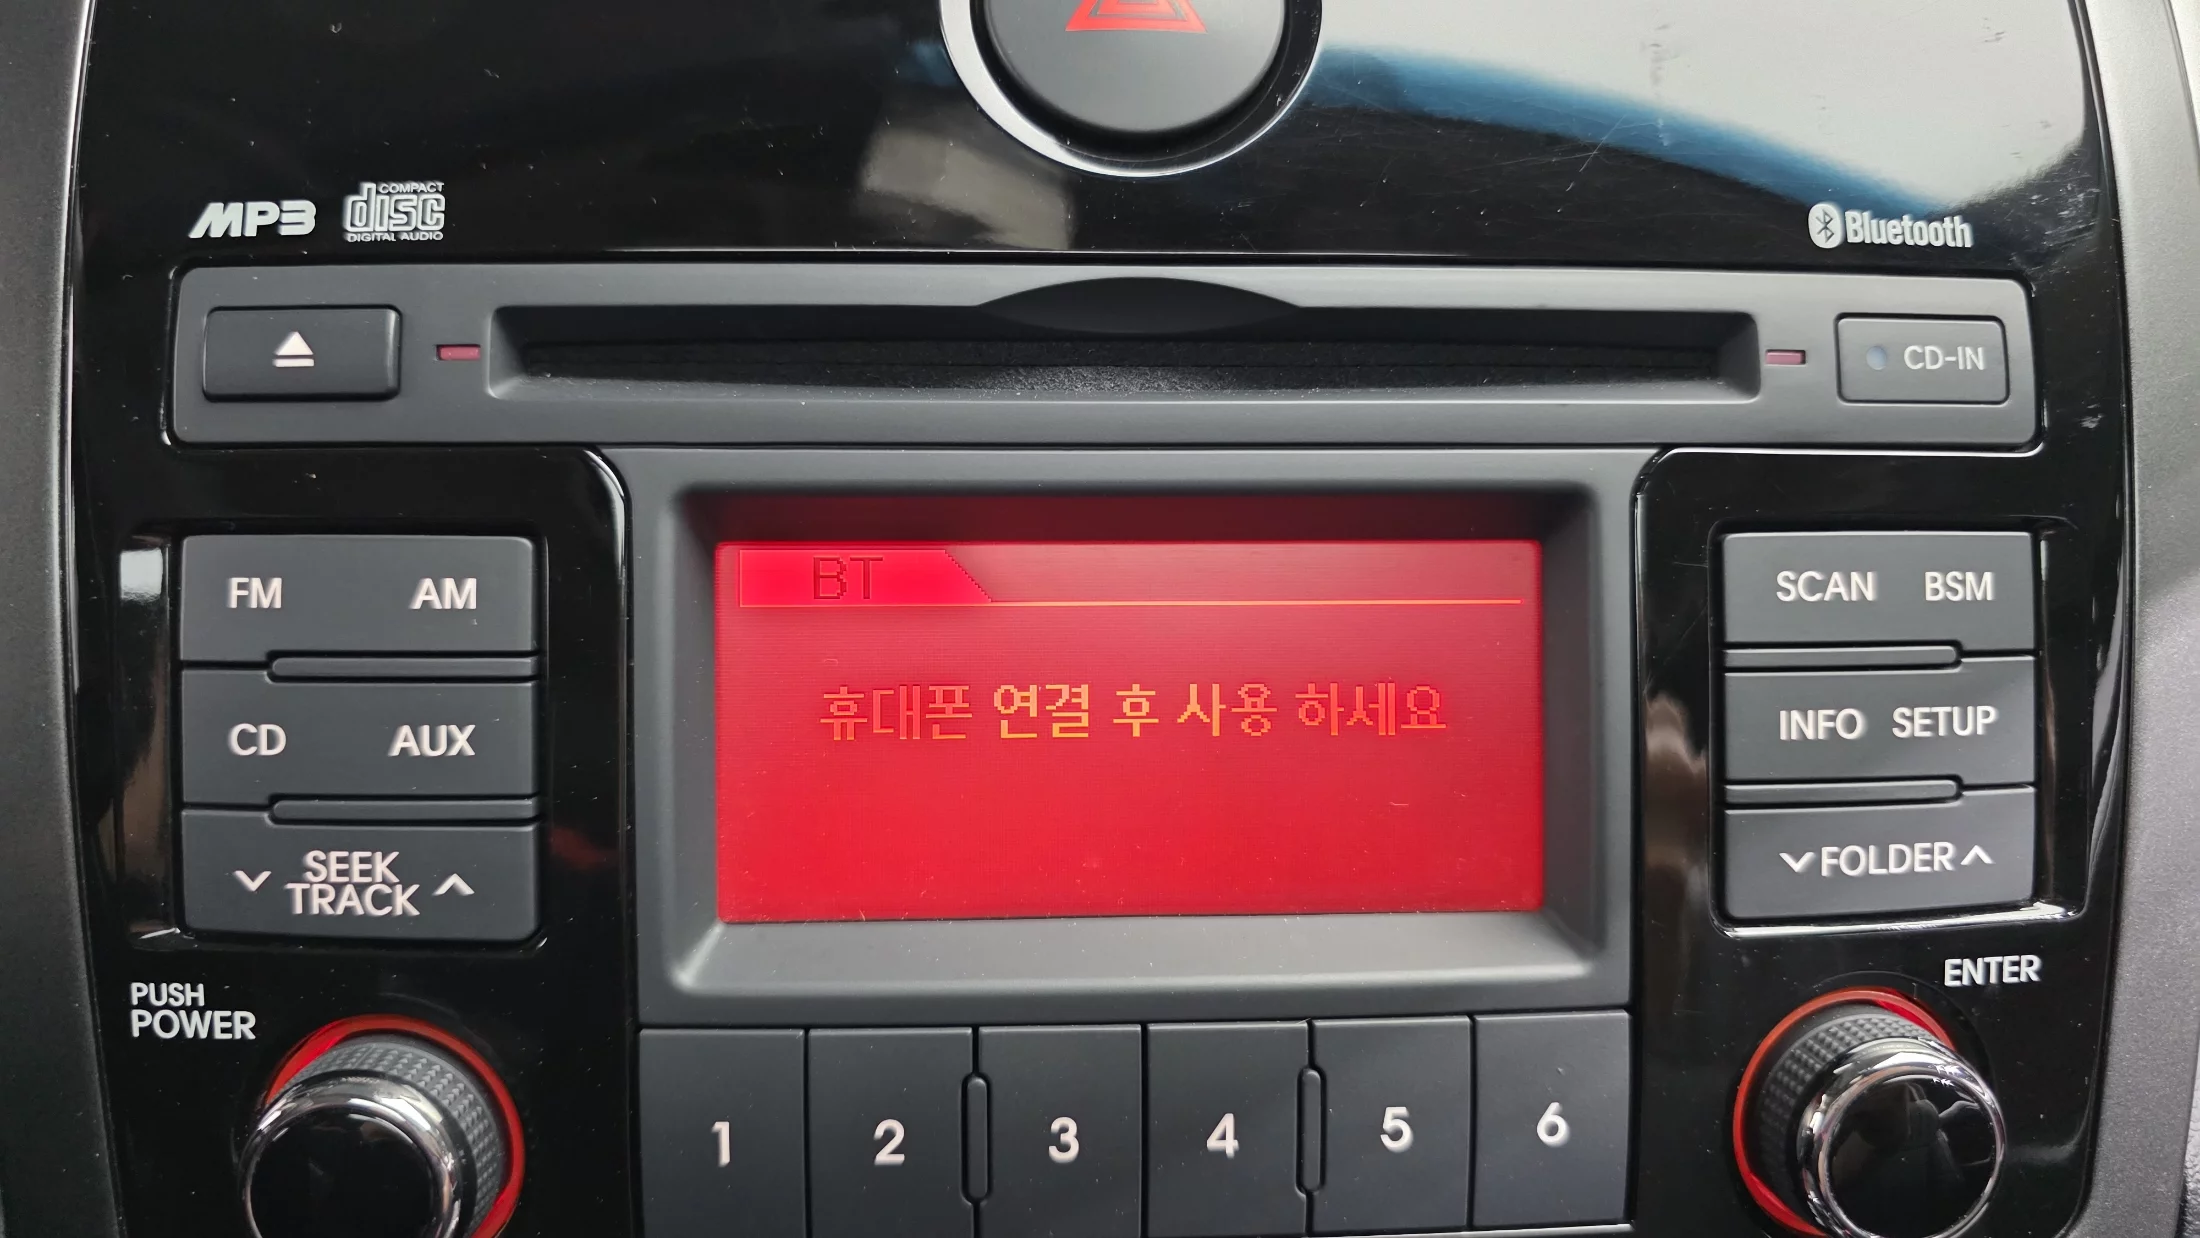 MP3
COMPACT
disc
DIGITAL AUDIO
Bluetooth
CD-IN
FM AM
CD AUX
SEEK
TRACK
BT
휴대폰 연결 후 사용 하세요
SCAN BSM
INFO SETUP
FOLDER
PUSH
POWER
ENTER
1 2 3 4 5 6